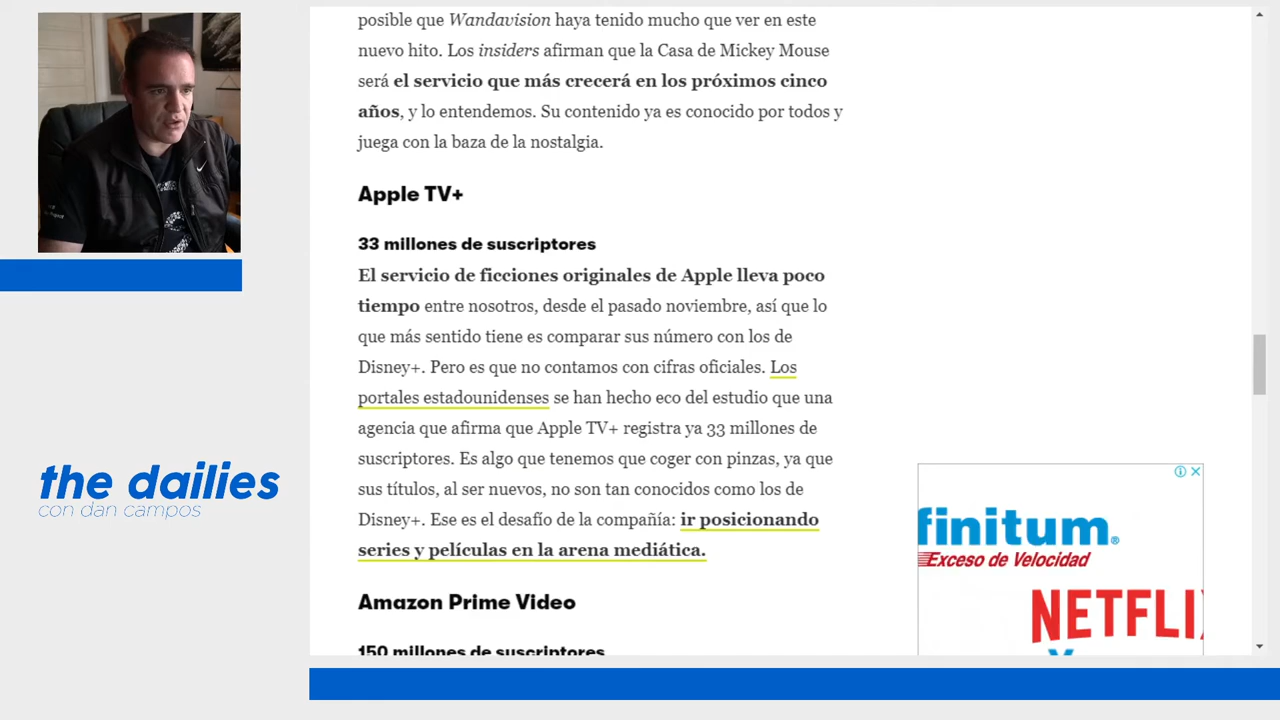 posible que Wandavision haya tenido mucho que ver en este
nuevo hito. Los insiders afirman que la Casa de Mickey Mouse
será el servicio que más crecerá en los próximos cinco
años, y lo entendemos. Su contenido ya es conocido por todos y
juega con la baza de la nostalgia.
Apple TV+
33 millones de suscriptores
El servicio de ficciones originales de Apple lleva poco
tiempo entre nosotros, desde el pasado noviembre, así que lo
que más sentido tiene es comparar sus número con los de
Disney+. Pero es que no contamos con cifras oficiales. Los
portales estadounidenses se han hecho eco del estudio que una
agencia que afirma que Apple TV+ registra ya 33 millones de
suscriptores. Es algo que tenemos que coger con pinzas, ya que
sus títulos, al ser nuevos, no son tan conocidos como los de
Disney+. Ese es el desafío de la compañía: ir posicionando
series y películas en la arena mediática.
Amazon Prime Video
150 millones de suscriptores
the dailies
con dan campos
finitum®
Exceso de Velocidad
NETFLIX